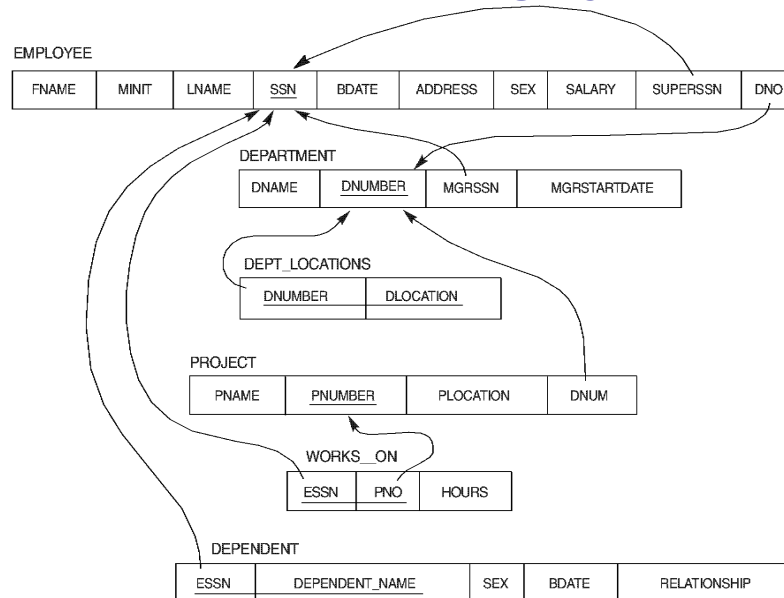 EMPLOYEE
FNAME MINIT LNAME SSN BDATE ADDRESS SEX SALARY SUPERSSN DNO
DEPARTMENT
DNAME DNUMBER MGRSSN MGRSTARTDATE
DEPT_LOCATIONS
DNUMBER DLOCATION
PROJECT
PNAME PNUMBER PLOCATION DNUM
WORKS__ON
ESSN PNO HOURS
DEPENDENT
ESSN DEPENDENT_NAME SEX BDATE RELATIONSHIP